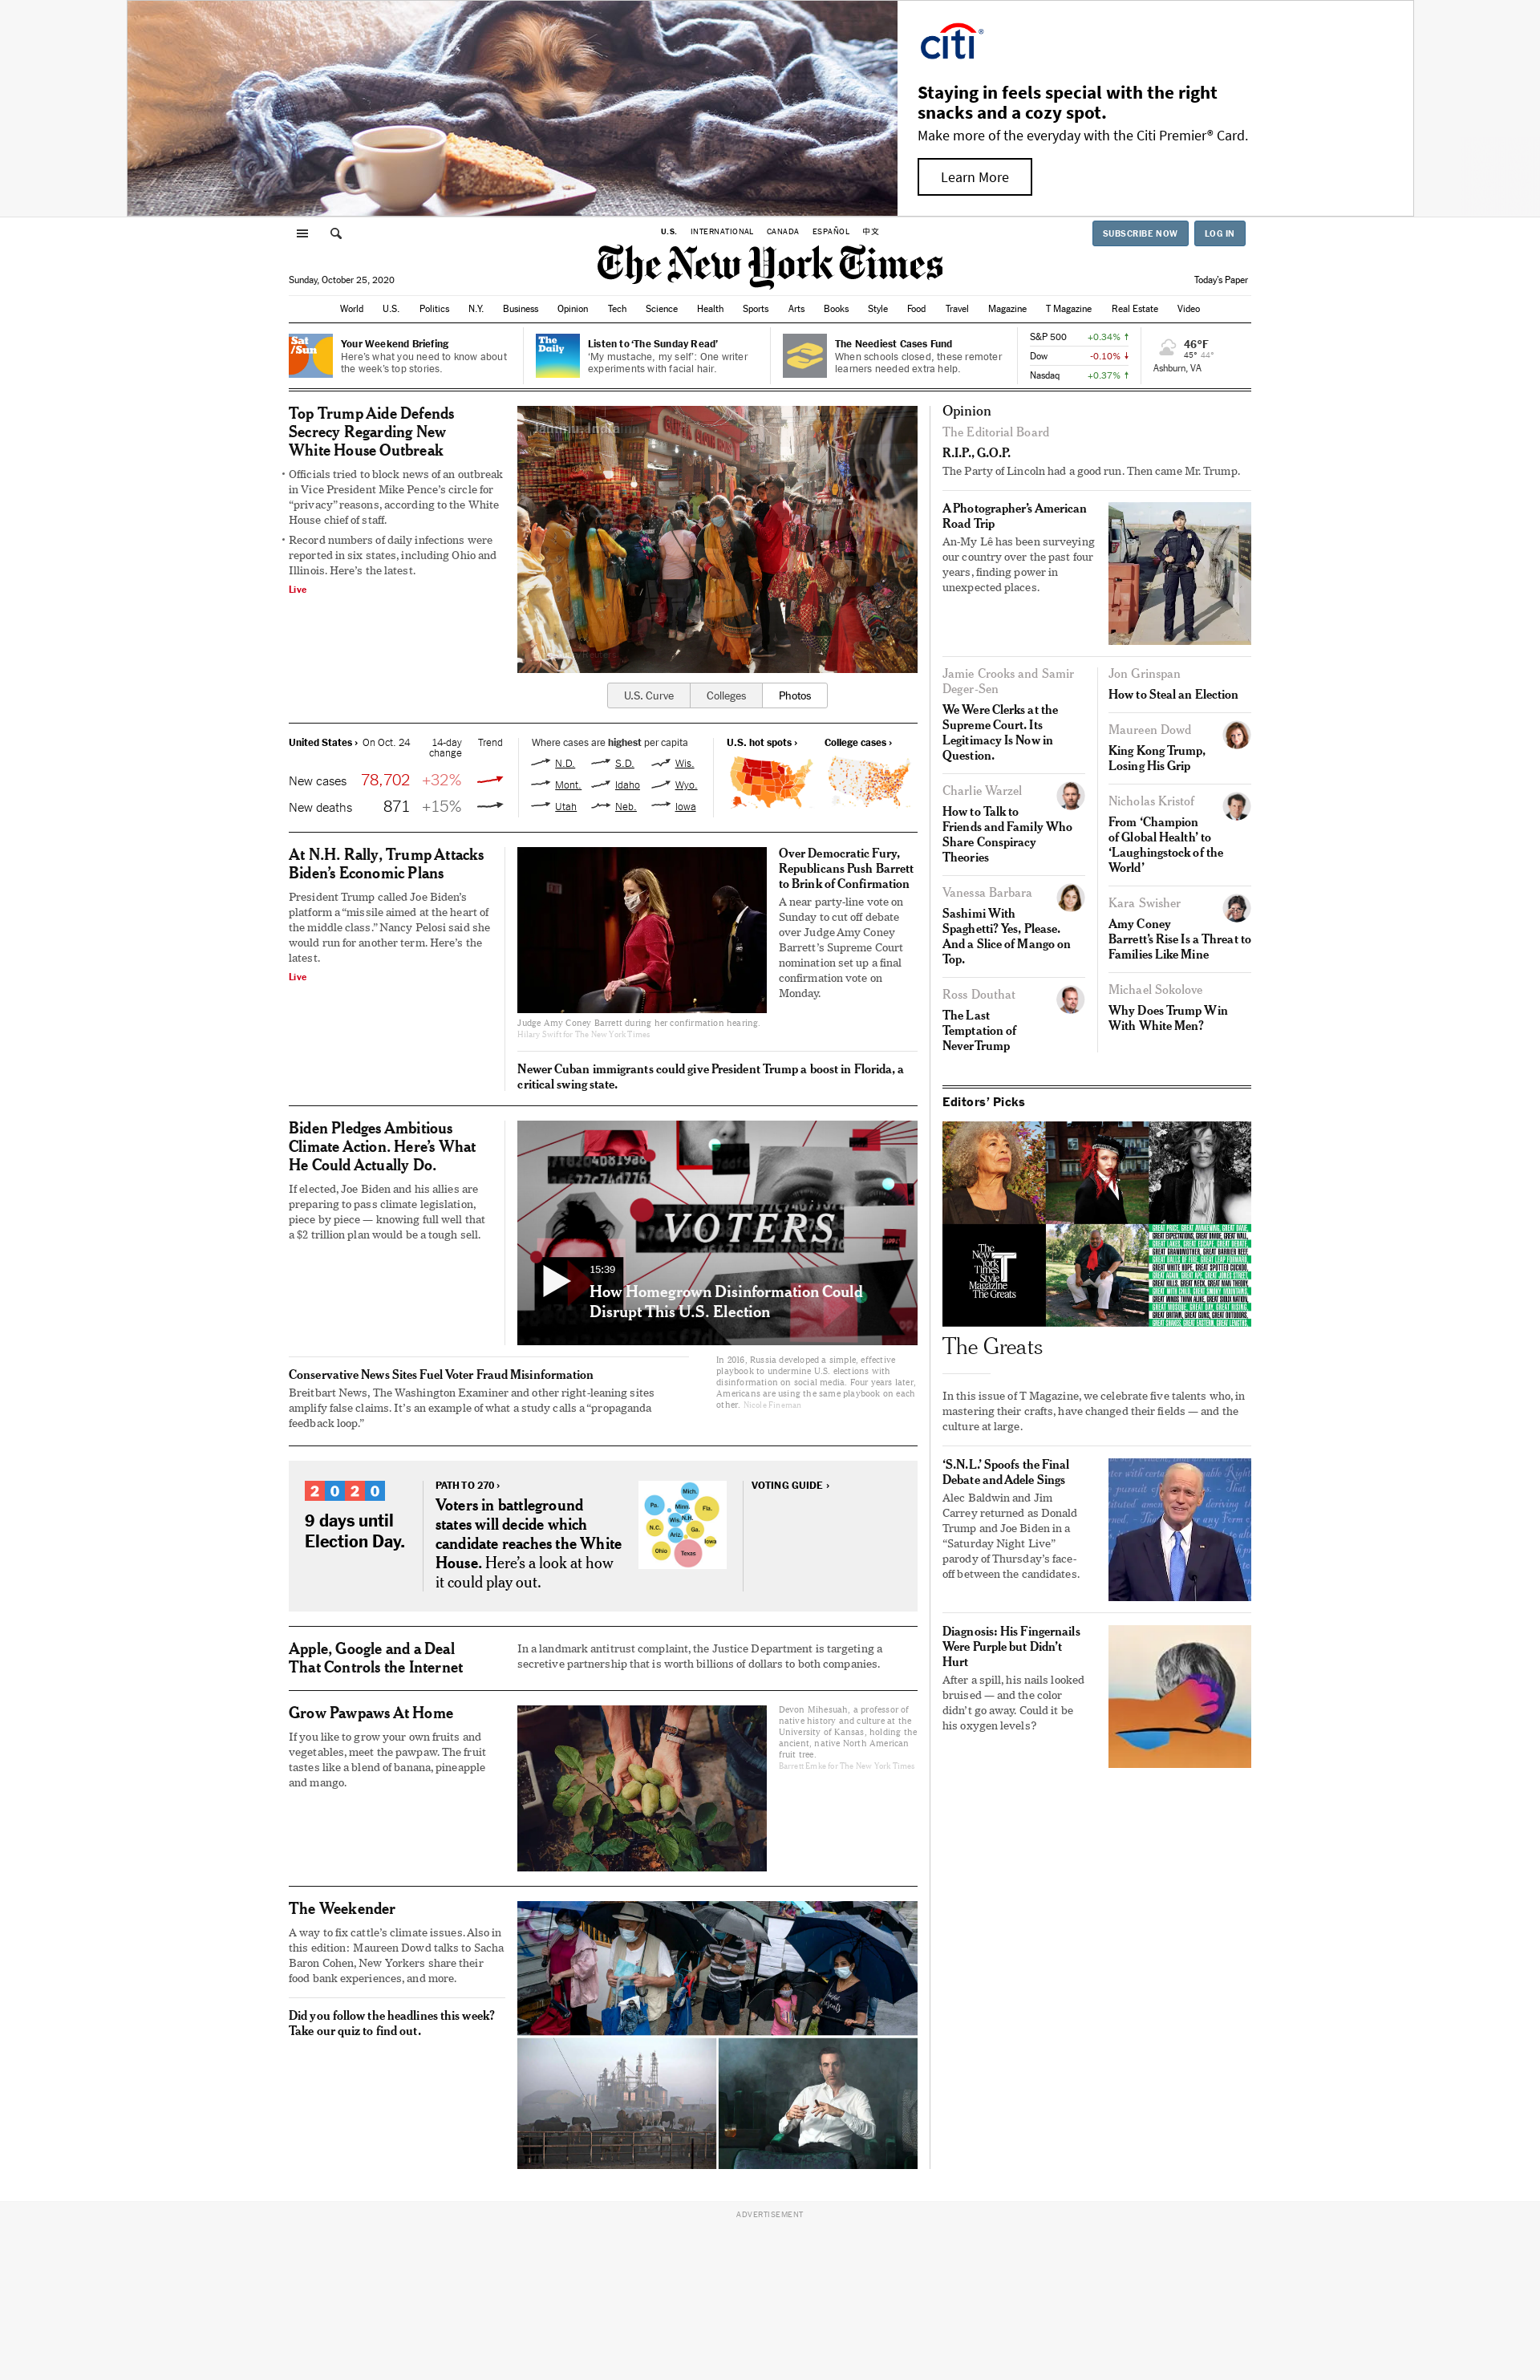 citi
Staying in feels special with the right
snacks and a cozy spot.
Make more of the everyday with the Citi Premier® Card.
Learn More
U.S. INTERNATIONAL CANADA ESPAÑOL 中文
SUBSCRIBE NOW LOG IN
The New York Times
Sunday, October 25, 2020
Today's Paper
World U.S. Politics N.Y. Business Opinion Tech Science Health Sports Arts Books Style Food Travel Magazine T Magazine Real Estate Video
Sat
/Sun
Your Weekend Briefing
Here's what you need to know about
the week's top stories.
The
Daily
Listen to ‘The Sunday Read’
‘My mustache, my self’: One writer
experiments with facial hair.
The Neediest Cases Fund
When schools closed, these remoter
learners needed extra help.
S&P 500 +0.34% ↑
Dow -0.10% ↓
Nasdaq +0.37% ↑
46°F
45° 44°
Ashburn, VA
Top Trump Aide Defends
Secrecy Regarding New
White House Outbreak
• Officials tried to block news of an outbreak
in Vice President Mike Pence's circle for
“privacy” reasons, according to the White
House chief of staff.
• Record numbers of daily infections were
reported in six states, including Ohio and
Illinois. Here's the latest.
Live
U.S. Curve Colleges Photos
United States › On Oct. 24 14-day
change Trend
New cases 78,702 +32%
New deaths 871 +15%
Where cases are highest per capita
N.D. S.D. Wis.
Mont. Idaho Wyo.
Utah Neb. Iowa
U.S. hot spots ›
College cases ›
At N.H. Rally, Trump Attacks
Biden's Economic Plans
President Trump called Joe Biden's
platform a “missile aimed at the heart of
the middle class.” Nancy Pelosi said she
would run for another term. Here's the
latest.
Live
Judge Amy Coney Barrett during her confirmation hearing.
Hilary Swift for The New York Times
Over Democratic Fury,
Republicans Push Barrett
to Brink of Confirmation
A near party-line vote on
Sunday to cut off debate
over Judge Amy Coney
Barrett's Supreme Court
nomination set up a final
confirmation vote on
Monday.
Newer Cuban immigrants could give President Trump a boost in Florida, a
critical swing state.
Biden Pledges Ambitious
Climate Action. Here's What
He Could Actually Do.
If elected, Joe Biden and his allies are
preparing to pass climate legislation,
piece by piece — knowing full well that
a $2 trillion plan would be a tough sell.
VOTERS
15:39
How Homegrown Disinformation Could
Disrupt This U.S. Election
In 2016, Russia developed a simple, effective
playbook to undermine U.S. elections with
disinformation on social media. Four years later,
Americans are using the same playbook on each
other. Nicole Fineman
Conservative News Sites Fuel Voter Fraud Misinformation
Breitbart News, The Washington Examiner and other right-leaning sites
amplify false claims. It's an example of what a study calls a “propaganda
feedback loop.”
2020
9 days until
Election Day.
PATH TO 270 ›
Voters in battleground
states will decide which
candidate reaches the White
House. Here's a look at how
it could play out.
Mich.
Pa. Minn. Fla.
Wis. N.H.
N.C. Ga.
Ariz. Iowa
Ohio Texas
VOTING GUIDE ›
Apple, Google and a Deal
That Controls the Internet
In a landmark antitrust complaint, the Justice Department is targeting a
secretive partnership that is worth billions of dollars to both companies.
Grow Pawpaws At Home
If you like to grow your own fruits and
vegetables, meet the pawpaw. The fruit
tastes like a blend of banana, pineapple
and mango.
Devon Mihesuah, a professor of
native history and culture at the
University of Kansas, holding the
ancient, native North American
fruit tree.
Barrett Emke for The New York Times
The Weekender
A way to fix cattle's climate issues. Also in
this edition: Maureen Dowd talks to Sacha
Baron Cohen, New Yorkers share their
food bank experiences, and more.
Did you follow the headlines this week?
Take our quiz to find out.
Opinion
The Editorial Board
R.I.P., G.O.P.
The Party of Lincoln had a good run. Then came Mr. Trump.
A Photographer's American
Road Trip
An-My Lê has been surveying
our country over the past four
years, finding power in
unexpected places.
Jamie Crooks and Samir
Deger-Sen
We Were Clerks at the
Supreme Court. Its
Legitimacy Is Now in
Question.
Charlie Warzel
How to Talk to
Friends and Family Who
Share Conspiracy
Theories
Vanessa Barbara
Sashimi With
Spaghetti? Yes, Please.
And a Slice of Mango on
Top.
Ross Douthat
The Last
Temptation of
NeverTrump
Jon Grinspan
How to Steal an Election
Maureen Dowd
King Kong Trump,
Losing His Grip
Nicholas Kristof
From ‘Champion
of Global Health’ to
‘Laughingstock of the
World’
Kara Swisher
Amy Coney
Barrett's Rise Is a Threat to
Families Like Mine
Michael Sokolove
Why Does Trump Win
With White Men?
Editors' Picks
The
New
York
Times
Style
Magazine
The Greats
The Greats
In this issue of T Magazine, we celebrate five talents who, in
mastering their crafts, have changed their fields — and the
culture at large.
‘S.N.L.’ Spoofs the Final
Debate and Adele Sings
Alec Baldwin and Jim
Carrey returned as Donald
Trump and Joe Biden in a
“Saturday Night Live”
parody of Thursday's face-
off between the candidates.
Diagnosis: His Fingernails
Were Purple but Didn't
Hurt
After a spill, his nails looked
bruised — and the color
didn't go away. Could it be
his oxygen levels?
ADVERTISEMENT